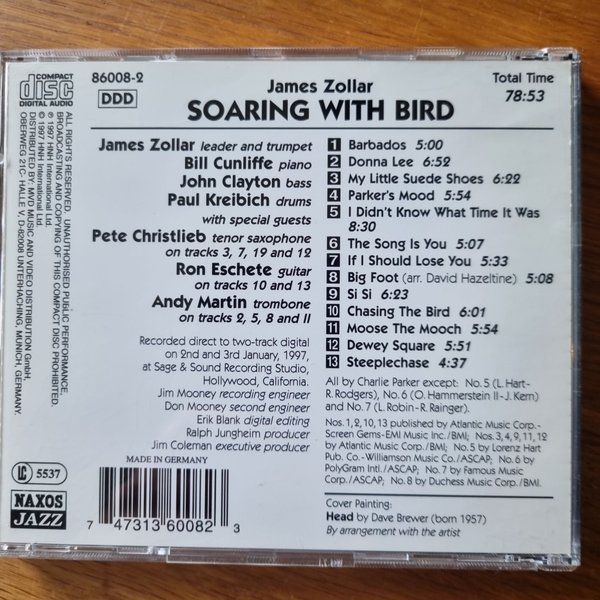 COMPACT
disc
DIGITAL AUDIO
86008-2
DDD
James Zollar
SOARING WITH BIRD
Total Time
78:53
ALL RIGHTS RESERVED. UNAUTHORISED PUBLIC PERFORMANCE,
BROADCASTING AND COPYING OF THIS COMPACT DISC PROHIBITED.
℗ 1997 HNH International Ltd.
© 1997 HNH International Ltd.
DISTRIBUTED BY: MVD MUSIC AND VIDEO DISTRIBUTION GmbH,
OBERWEG 21C- HALLE V, D-82008 UNTERHACHING, MUNICH, GERMANY.
James Zollar leader and trumpet
Bill Cunliffe piano
John Clayton bass
Paul Kreibich drums
with special guests
Pete Christlieb tenor saxophone
on tracks 3, 7, 19 and 12
Ron Eschete guitar
on tracks 10 and 13
Andy Martin trombone
on tracks 2, 5, 8 and 11
Recorded direct to two-track digital
on 2nd and 3rd January, 1997,
at Sage & Sound Recording Studio,
Hollywood, California.
Jim Mooney recording engineer
Don Mooney second engineer
Erik Blank digital editing
Ralph Jungheim producer
Jim Coleman executive producer
1 Barbados 5:00
2 Donna Lee 6:52
3 My Little Suede Shoes 6:22
4 Parker's Mood 5:54
5 I Didn't Know What Time It Was
8:30
6 The Song Is You 5:07
7 If I Should Lose You 5:33
8 Big Foot (arr. David Hazeltine) 5:08
9 Si Si 6:23
10 Chasing The Bird 6:01
11 Moose The Mooch 5:54
12 Dewey Square 5:51
13 Steeplechase 4:37
All by Charlie Parker except: No.5 (L.Hart-
R.Rodgers), No.6 (O.Hammerstein II-J.Kern)
and No.7 (L.Robin-R.Rainger).
Nos.1,2,10,13 published by Atlantic Music Corp.-
Screen Gems-EMI Music Inc./BMI; Nos.3,4,9,11,12
by Atlantic Music Corp./BMI; No.5 by Lorenz Hart
Pub. Co.-Williamson Music Co./ASCAP; No.6 by
PolyGram Intl./ASCAP; No.7 by Famous Music
Corp./ASCAP; No.8 by Duchess Music Corp./BMI.
Cover Painting:
Head by Dave Brewer (born 1957)
By arrangement with the artist
LC 5537
NAXOS
JAZZ
MADE IN GERMANY
7 47313 60082 3